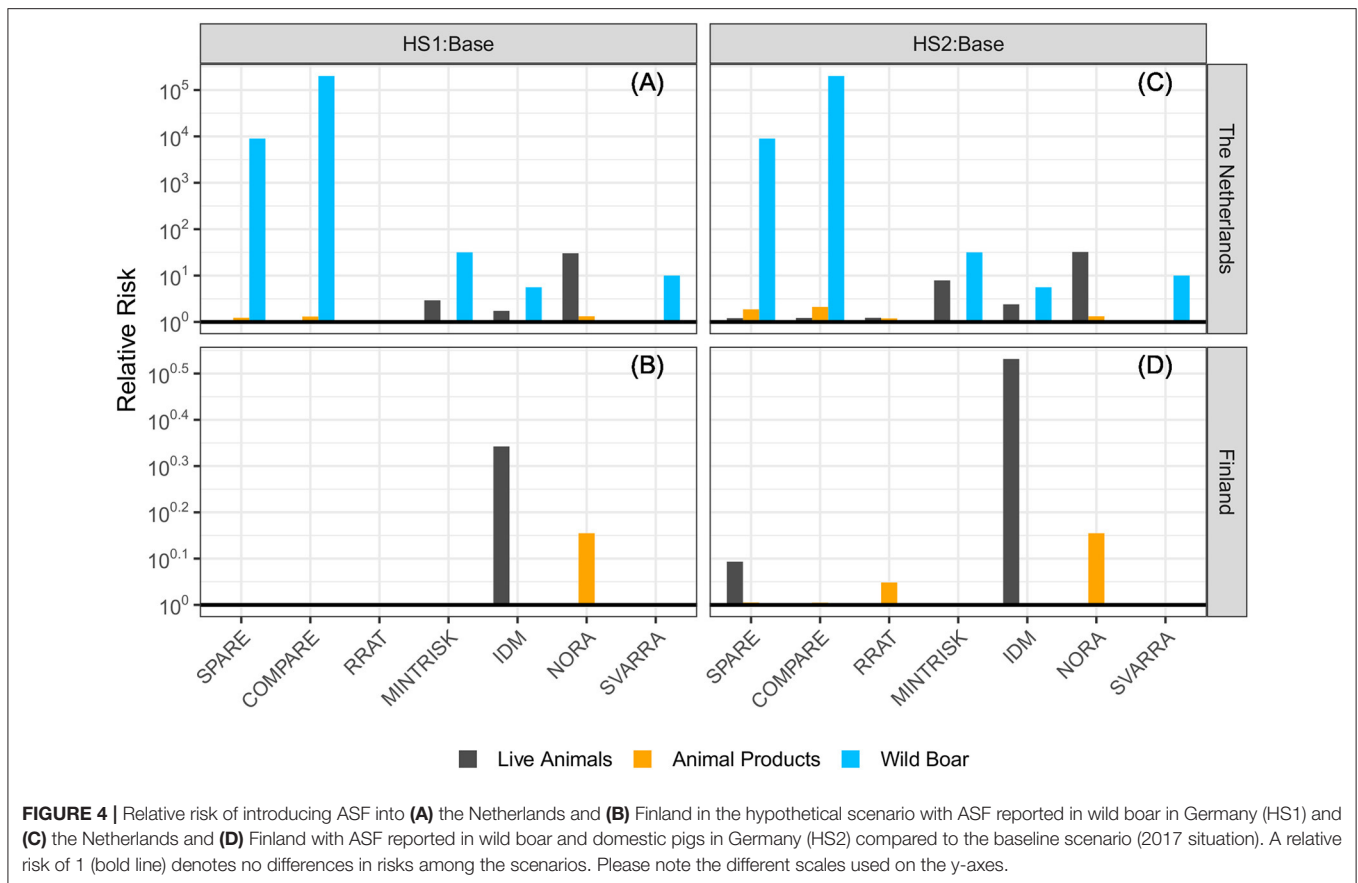 HS1:Base
HS2:Base
(A)
(C)
10^5
10^4
10^3
10^2
10^1
10^0
The Netherlands
Relative Risk
(B)
(D)
10^0.5
10^0.4
10^0.3
10^0.2
10^0.1
10^0
Finland
SPARE
COMPARE
RRAT
MINTRISK
IDM
NORA
SVARRA
SPARE
COMPARE
RRAT
MINTRISK
IDM
NORA
SVARRA
Live Animals Animal Products Wild Boar
FIGURE 4 | Relative risk of introducing ASF into (A) the Netherlands and (B) Finland in the hypothetical scenario with ASF reported in wild boar in Germany (HS1) and
(C) the Netherlands and (D) Finland with ASF reported in wild boar and domestic pigs in Germany (HS2) compared to the baseline scenario (2017 situation). A relative
risk of 1 (bold line) denotes no differences in risks among the scenarios. Please note the different scales used on the y-axes.